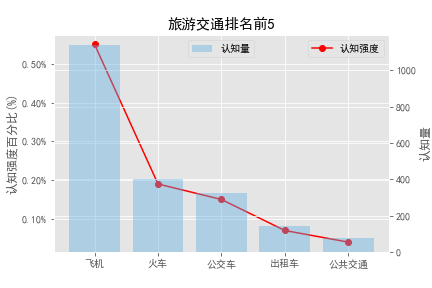 旅游交通排名前5
认知量
认知强度
认知强度百分比(%)
0.50%
0.40%
0.30%
0.20%
0.10%
1000
800
600
400
200
0
认知量
飞机
火车
公交车
出租车
公共交通